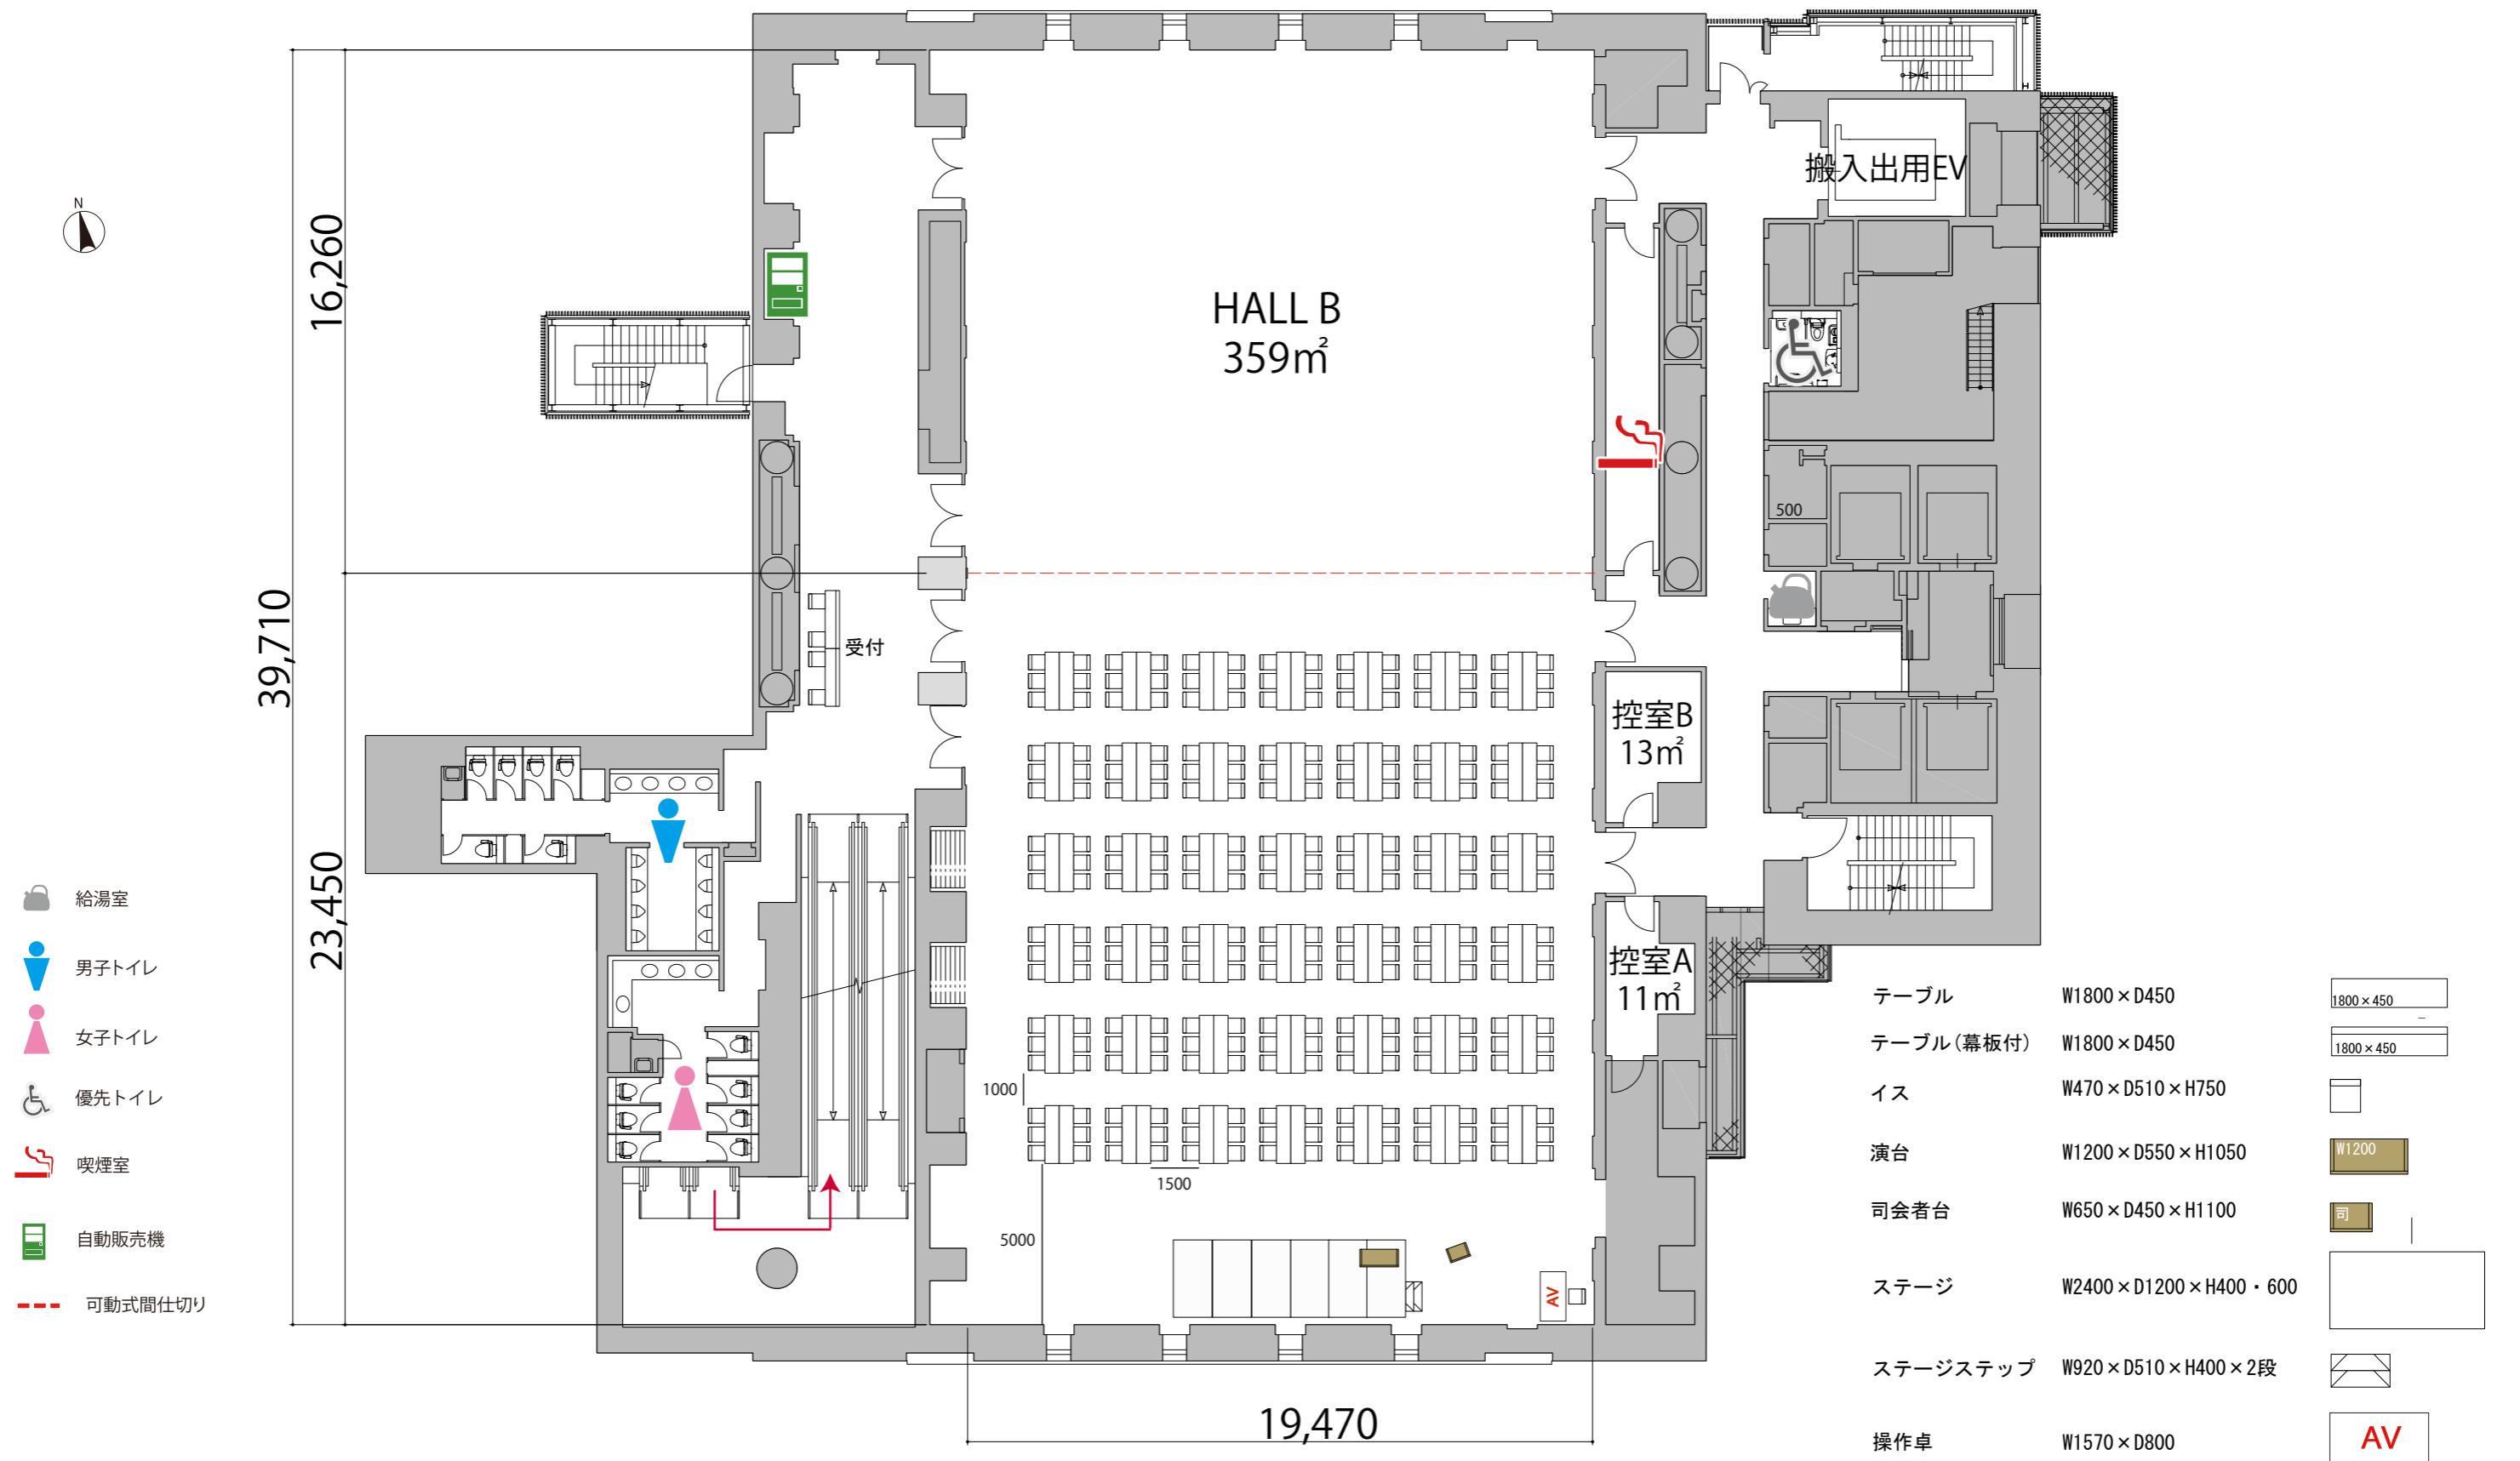 N
16,260
39,710
23,450
19,470
HALL B
359㎡
搬入出用EV
500
受付
控室B
13㎡
控室A
11㎡
1000
1500
5000
AV
給湯室
男子トイレ
女子トイレ
優先トイレ
喫煙室
自動販売機
可動式間仕切り
テーブル W1800×D450 1800×450
テーブル(幕板付) W1800×D450 1800×450
イス W470×D510×H750
演台 W1200×D550×H1050 W1200
司会者台 W650×D450×H1100 司
ステージ W2400×D1200×H400・600
ステージステップ W920×D510×H400×2段
操作卓 W1570×D800 AV